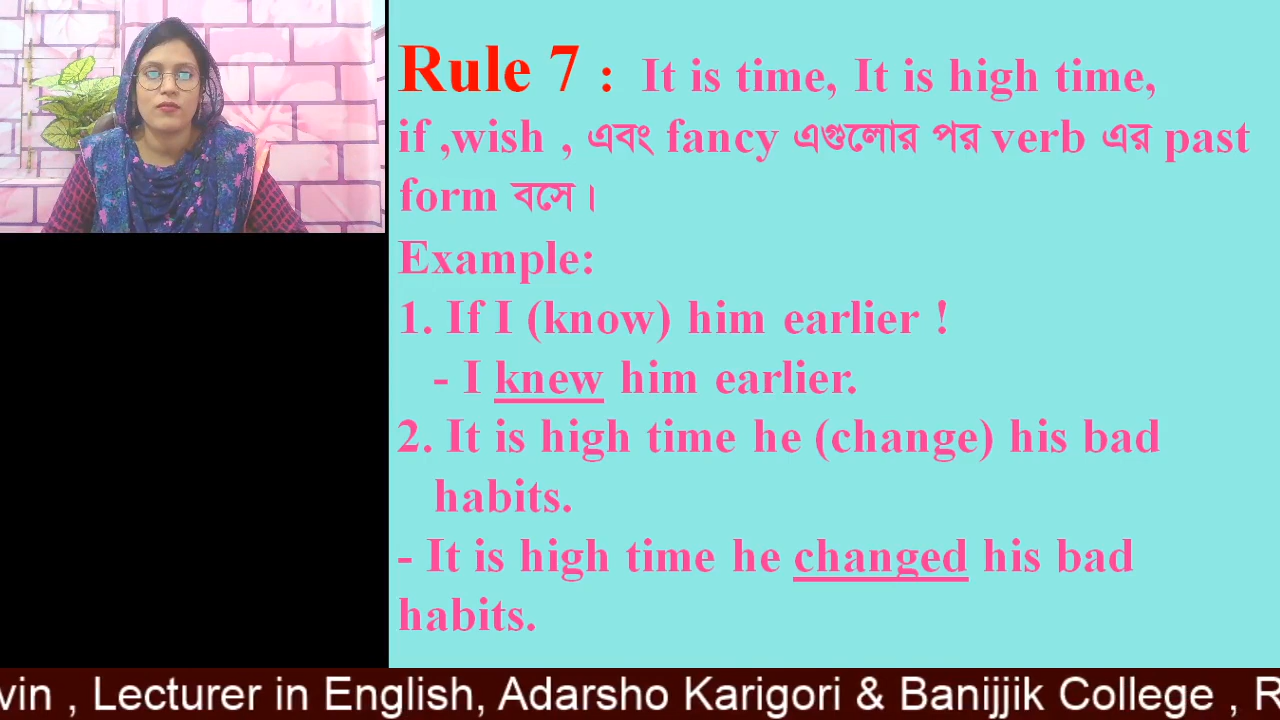 Rule 7 : It is time, It is high time,
if ,wish , এবং fancy এগুলোর পর verb এর past
form বসে।
Example:
1. If I (know) him earlier !
- I knew him earlier.
2. It is high time he (change) his bad
habits.
- It is high time he changed his bad
habits.
vin , Lecturer in English, Adarsho Karigori & Banijjik College , R